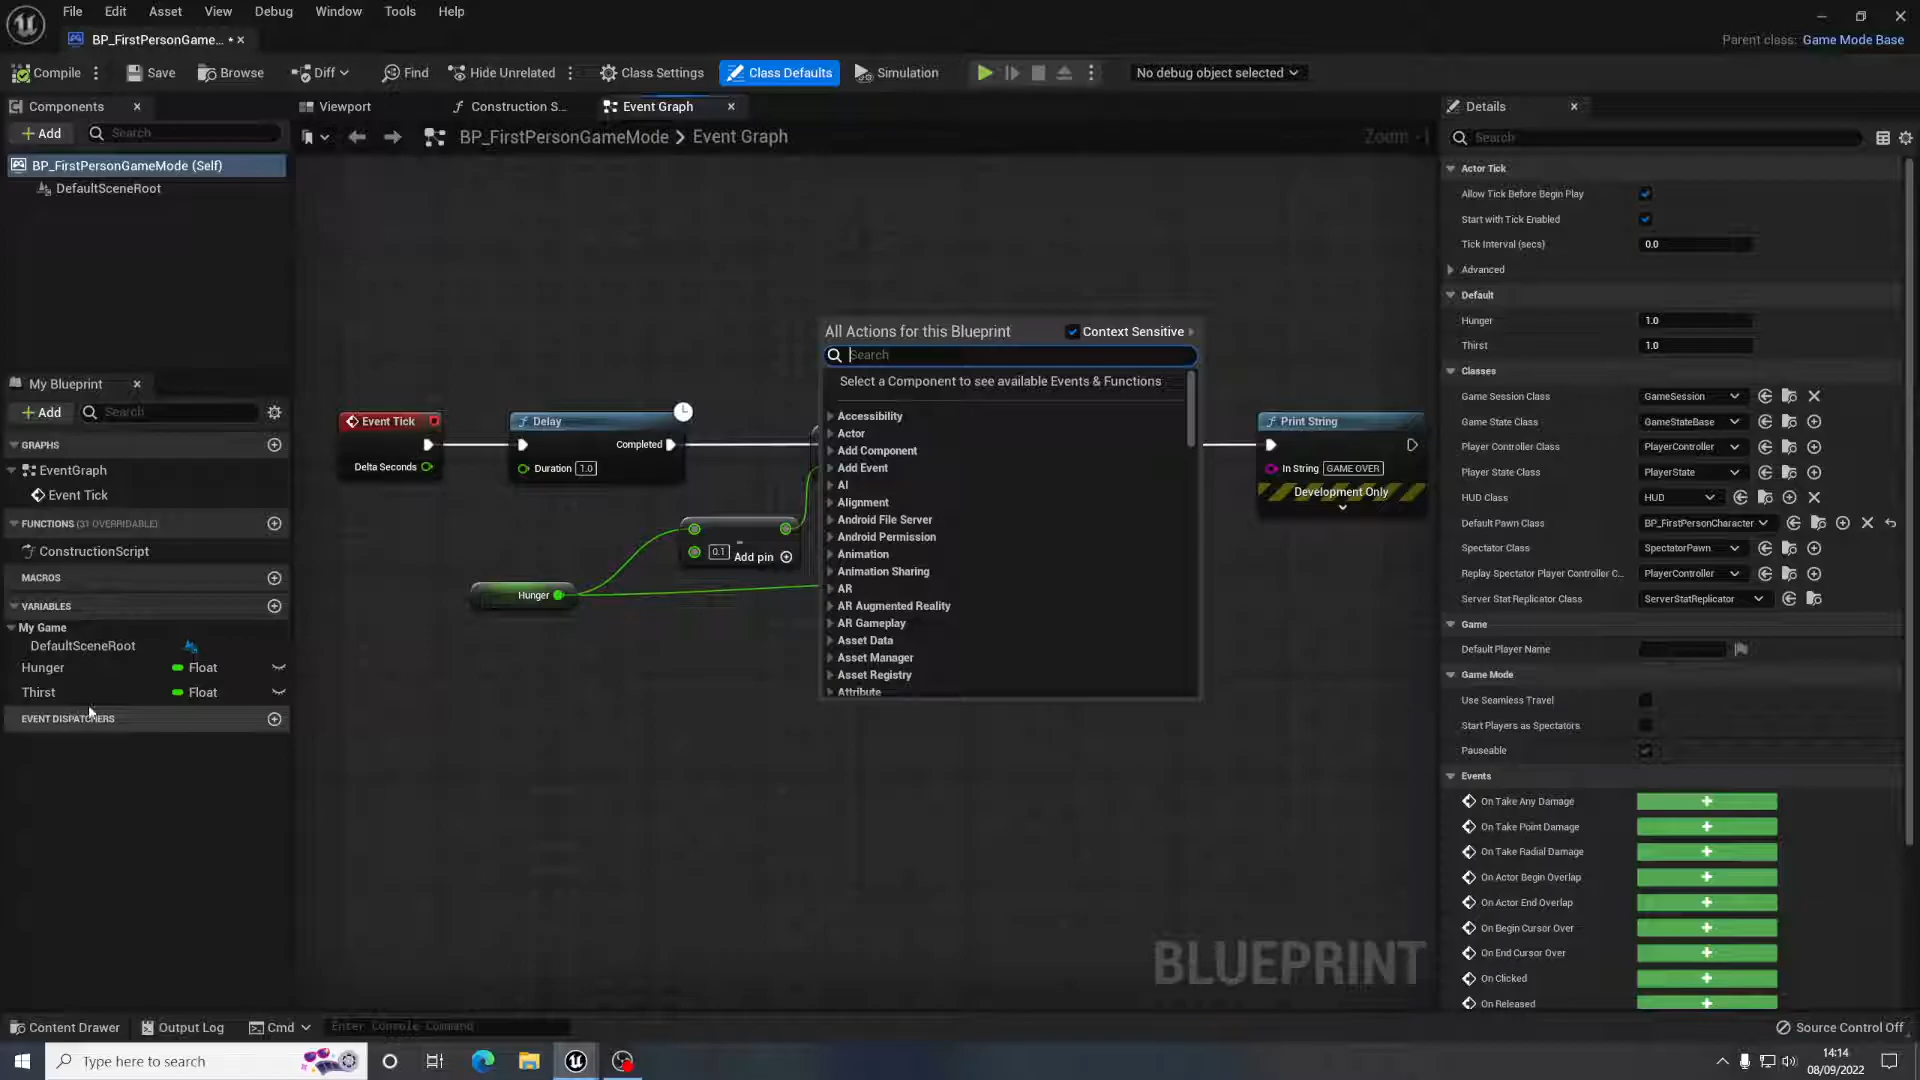 File Edit Asset View Debug Window Tools Help
BP_FirstPersonGame... •
Parent class: Game Mode Base
Compile Save Browse Diff Find Hide Unrelated Class Settings Class Defaults Simulation No debug object selected
Components
Add Search
BP_FirstPersonGameMode (Self)
DefaultSceneRoot
My Blueprint
Add Search
GRAPHS
EventGraph
Event Tick
FUNCTIONS (31 OVERRIDABLE)
ConstructionScript
MACROS
VARIABLES
My Game
DefaultSceneRoot
Hunger Float
Thirst Float
EVENT DISPATCHERS
Viewport Construction S... Event Graph
BP_FirstPersonGameMode > Event Graph Zoom -1
Event Tick
Delta Seconds
Delay
Completed
Duration 1.0
0.1 Add pin
Hunger
All Actions for this Blueprint Context Sensitive
Search
Select a Component to see available Events & Functions
Accessibility
Actor
Add Component
Add Event
AI
Alignment
Android File Server
Android Permission
Animation
Animation Sharing
AR
AR Augmented Reality
AR Gameplay
Asset Data
Asset Manager
Asset Registry
Attribute
Print String
In String GAME OVER
Development Only
BLUEPRINT
Details
Search
Actor Tick
Allow Tick Before Begin Play
Start with Tick Enabled
Tick Interval (secs) 0.0
Advanced
Default
Hunger 1.0
Thirst 1.0
Classes
Game Session Class GameSession
Game State Class GameStateBase
Player Controller Class PlayerController
Player State Class PlayerState
HUD Class HUD
Default Pawn Class BP_FirstPersonCharacter
Spectator Class SpectatorPawn
Replay Spectator Player Controller C... PlayerController
Server Stat Replicator Class ServerStatReplicator
Game
Default Player Name
Game Mode
Use Seamless Travel
Start Players as Spectators
Pauseable
Events
On Take Any Damage
On Take Point Damage
On Take Radial Damage
On Actor Begin Overlap
On Actor End Overlap
On Begin Cursor Over
On End Cursor Over
On Clicked
On Released
Content Drawer Output Log Cmd Enter Console Command Source Control Off
Type here to search
14:14
08/09/2022